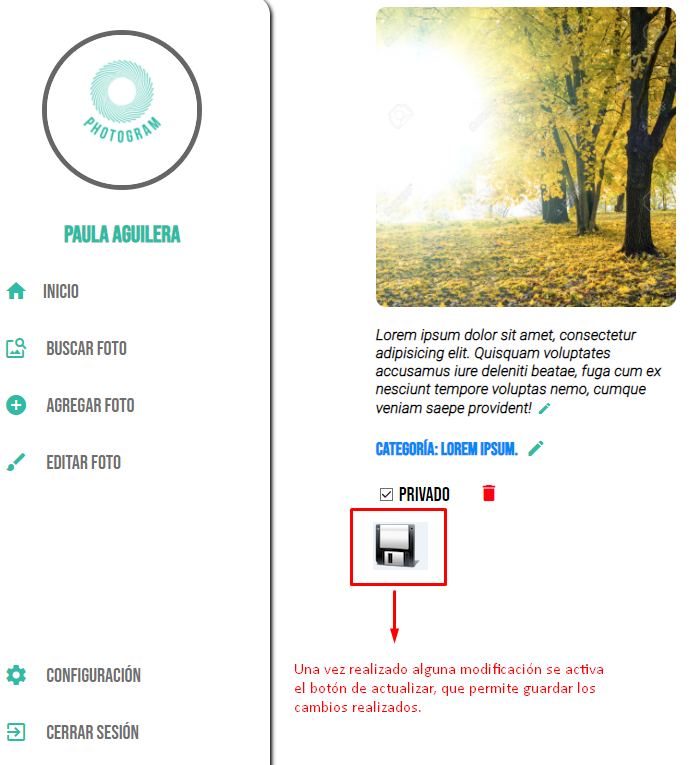 PHOTOGRAM
PAULA AGUILERA
INICIO
BUSCAR FOTO
AGREGAR FOTO
EDITAR FOTO
CONFIGURACIÓN
CERRAR SESIÓN
Lorem ipsum dolor sit amet, consectetur
adipisicing elit. Quisquam voluptates
accusamus iure deleniti beatae, fuga cum ex
nesciunt tempore voluptas nemo, cumque
veniam saepe provident!
CATEGORÍA: LOREM IPSUM.
PRIVADO
Una vez realizado alguna modificación se activa
el botón de actualizar, que permite guardar los
cambios realizados.